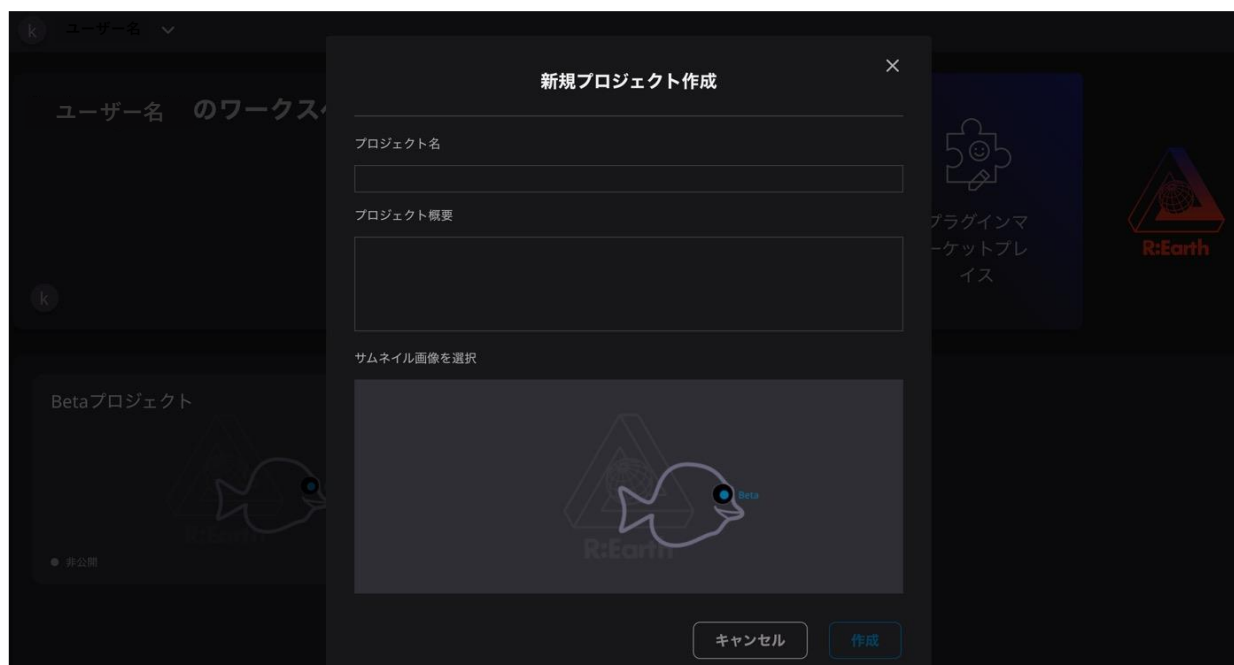 k ユーザー名
ユーザー名 のワークスペ
k
新規プロジェクト作成
プロジェクト名
プロジェクト概要
サムネイル画像を選択
R:Earth
Beta
キャンセル
作成
プラグインマ
ーケットプレ
イス
R:Earth
Betaプロジェクト
R:Earth
非公開